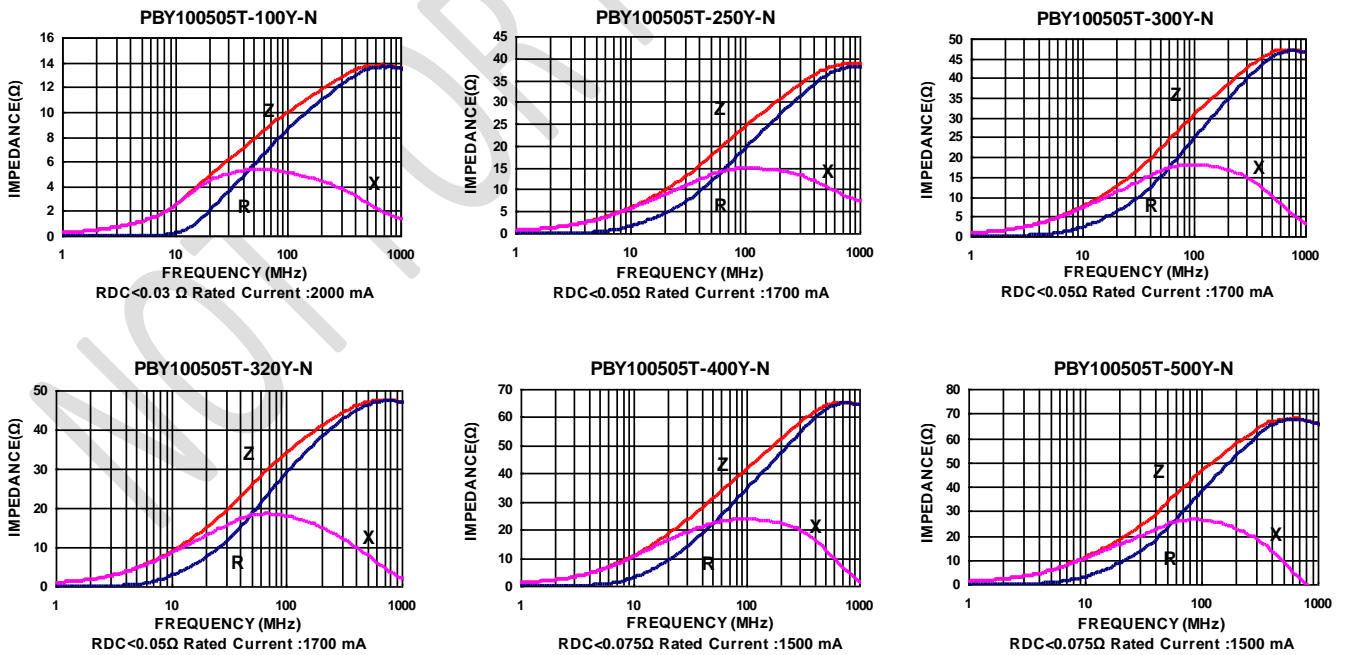 PBY100505T-100Y-N
IMPEDANCE(Ω)
16
14
12
10
8
6
4
2
0
Z
R
X
1 10 100 1000
FREQUENCY (MHz)
RDC<0.03 Ω Rated Current :2000 mA
PBY100505T-250Y-N
IMPEDANCE(Ω)
45
40
35
30
25
20
15
10
5
0
Z
X
R
1 10 100 1000
FREQUENCY (MHz)
RDC<0.05Ω Rated Current :1700 mA
PBY100505T-300Y-N
IMPEDANCE(Ω)
50
45
40
35
30
25
20
15
10
5
0
Z
X
R
1 10 100 1000
FREQUENCY (MHz)
RDC<0.05Ω Rated Current :1700 mA
PBY100505T-320Y-N
IMPEDANCE(Ω)
50
40
30
20
10
0
Z
X
R
1 10 100 1000
FREQUENCY (MHz)
RDC<0.05Ω Rated Current :1700 mA
PBY100505T-400Y-N
IMPEDANCE(Ω)
70
60
50
40
30
20
10
0
Z
X
R
1 10 100 1000
FREQUENCY (MHz)
RDC<0.075Ω Rated Current :1500 mA
PBY100505T-500Y-N
IMPEDANCE(Ω)
80
70
60
50
40
30
20
10
0
Z
X
R
1 10 100 1000
FREQUENCY (MHz)
RDC<0.075Ω Rated Current :1500 mA
NOT FOR